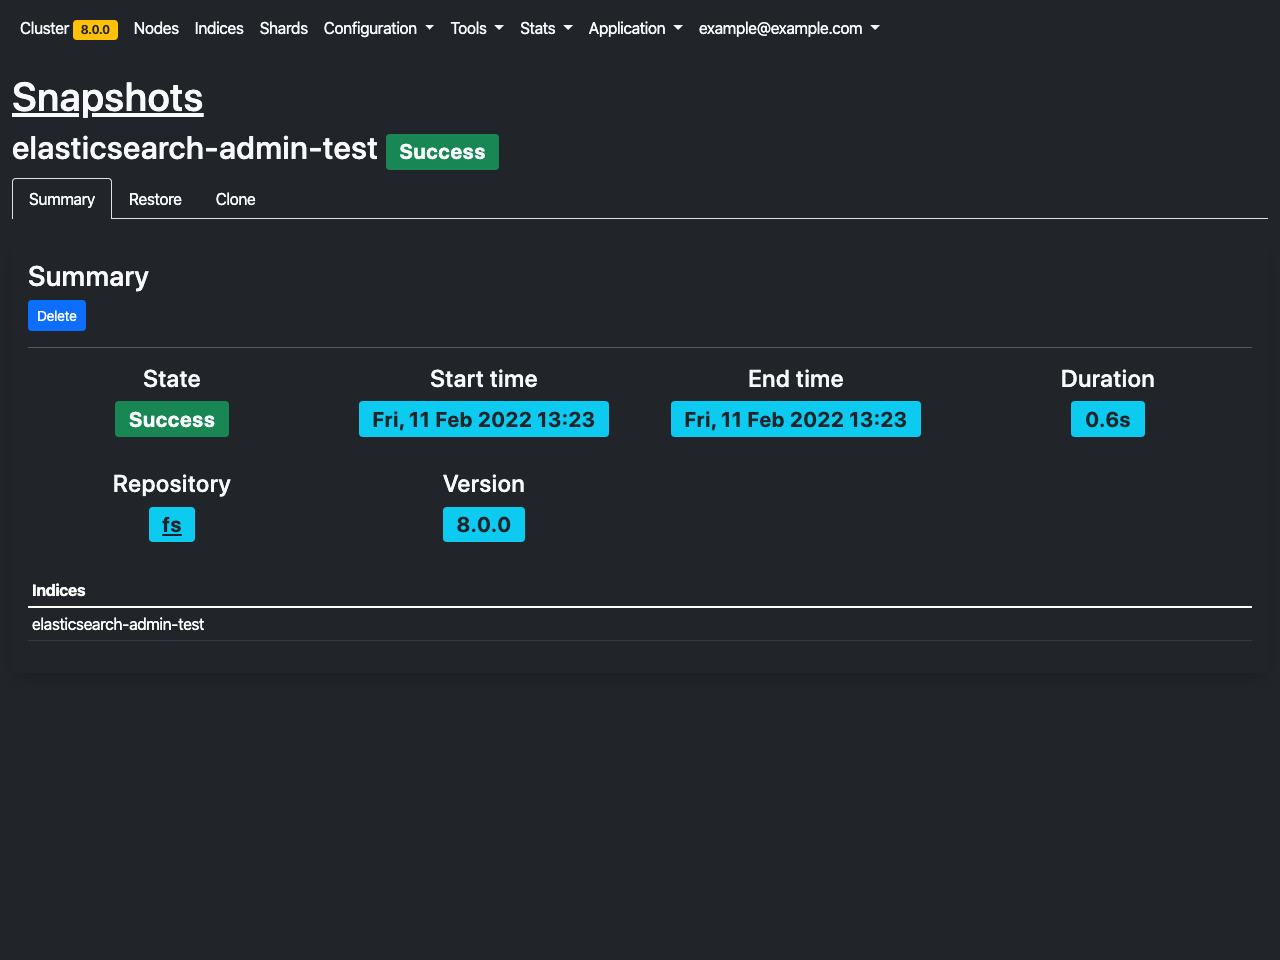 Cluster 8.0.0 Nodes Indices Shards Configuration Tools Stats Application example@example.com
Snapshots
elasticsearch-admin-test Success
Summary Restore Clone
Summary
Delete
State Start time End time Duration
Success Fri, 11 Feb 2022 13:23 Fri, 11 Feb 2022 13:23 0.6s
Repository Version
fs 8.0.0
Indices
elasticsearch-admin-test